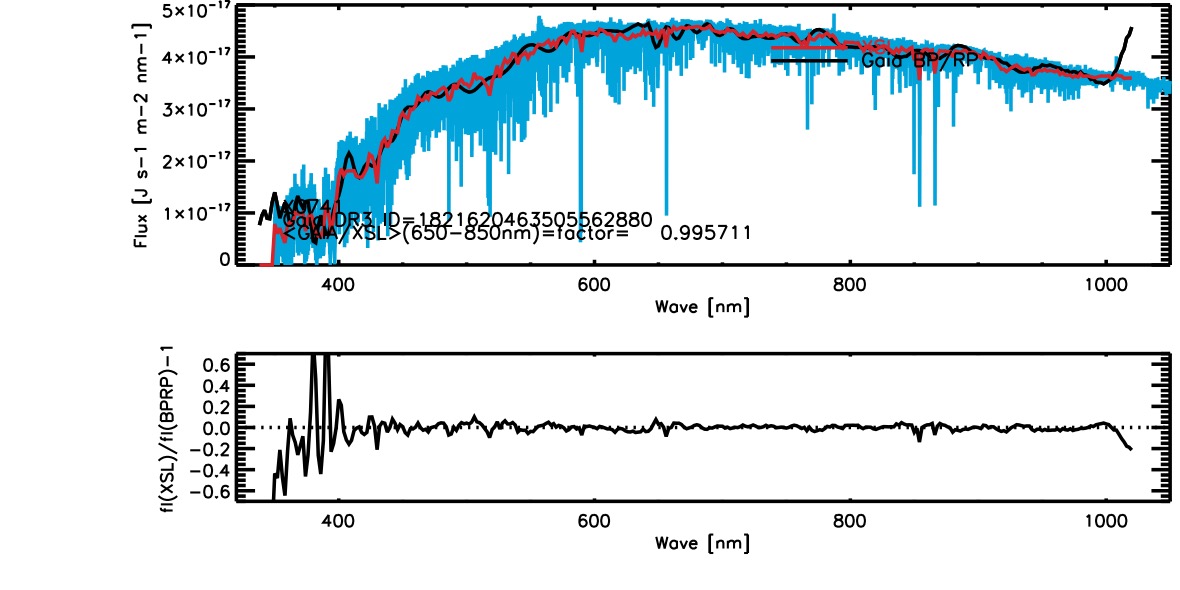 5×10⁻¹⁷
4×10⁻¹⁷
3×10⁻¹⁷
2×10⁻¹⁷
1×10⁻¹⁷
0
Flux [J s−1 m−2 nm−1]
Gaia BP/RP
Gaia DR3 ID=1821620463505562880
<GAIA/XSL>(650−850nm)=factor= 0.995711
400 600 800 1000
Wave [nm]
0.6
0.4
0.2
0.0
−0.2
−0.4
−0.6
fl(XSL)/fl(BPRP)−1
400 600 800 1000
Wave [nm]